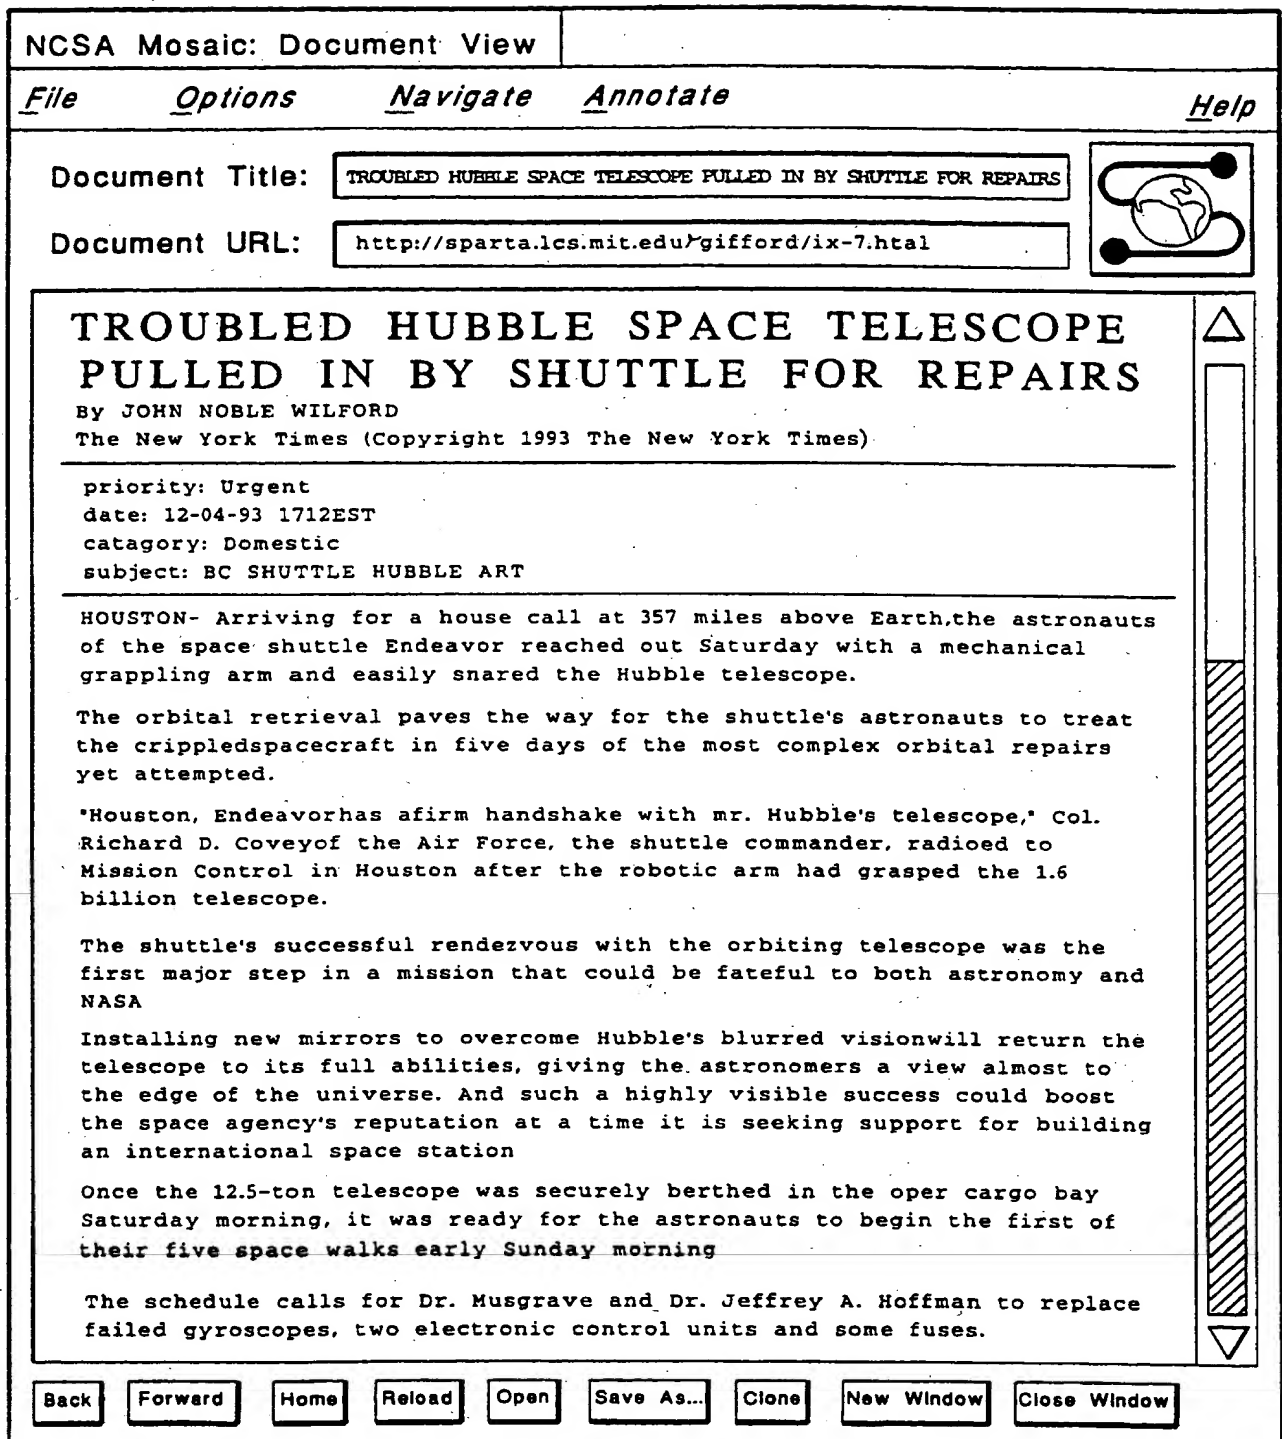 NCSA Mosaic: Document View
File Options Navigate Annotate Help
Document Title: TROUBLED HUBBLE SPACE TELESCOPE PULLED IN BY SHUTTLE FOR REPAIRS
Document URL: http://sparta.lcs.mit.edu/gifford/ix-7.htal
TROUBLED HUBBLE SPACE TELESCOPE
PULLED IN BY SHUTTLE FOR REPAIRS
By JOHN NOBLE WILFORD
The New York Times (Copyright 1993 The New York Times)
priority: Urgent
date: 12-04-93 1712EST
catagory: Domestic
subject: BC SHUTTLE HUBBLE ART
HOUSTON- Arriving for a house call at 357 miles above Earth,the astronauts
of the space shuttle Endeavor reached out Saturday with a mechanical
grappling arm and easily snared the Hubble telescope.
The orbital retrieval paves the way for the shuttle's astronauts to treat
the crippledspacecraft in five days of the most complex orbital repairs
yet attempted.
"Houston, Endeavorhas afirm handshake with mr. Hubble's telescope," Col.
Richard D. Coveyof the Air Force, the shuttle commander, radioed to
Mission Control in Houston after the robotic arm had grasped the 1.6
billion telescope.
The shuttle's successful rendezvous with the orbiting telescope was the
first major step in a mission that could be fateful to both astronomy and
NASA
Installing new mirrors to overcome Hubble's blurred visionwill return the
telescope to its full abilities, giving the astronomers a view almost to
the edge of the universe. And such a highly visible success could boost
the space agency's reputation at a time it is seeking support for building
an international space station
Once the 12.5-ton telescope was securely berthed in the oper cargo bay
Saturday morning, it was ready for the astronauts to begin the first of
their five space walks early Sunday morning
The schedule calls for Dr. Musgrave and Dr. Jeffrey A. Hoffman to replace
failed gyroscopes, two electronic control units and some fuses.
Back Forward Home Reload Open Save As... Clone New Window Close Window